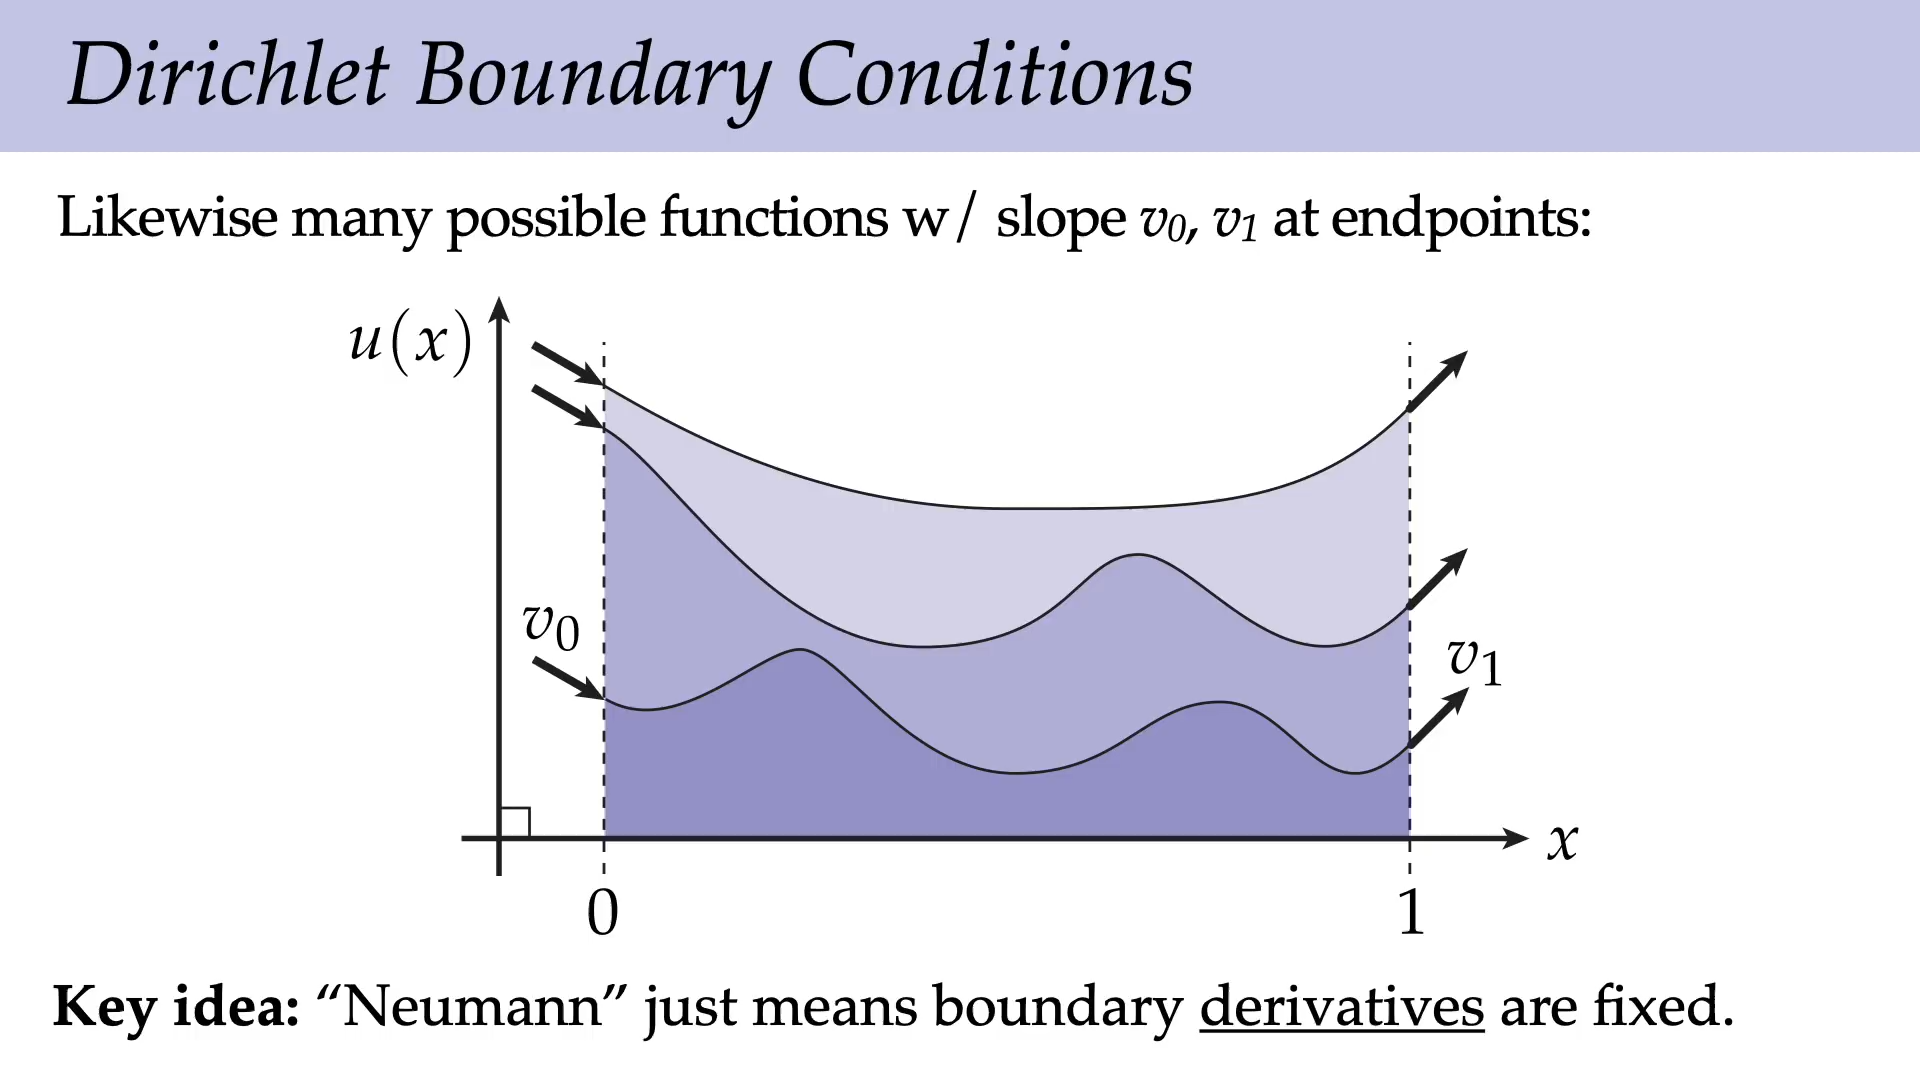 Dirichlet Boundary Conditions
Likewise many possible functions w/ slope v₀, v₁ at endpoints:
u(x)
v₀
v₁
x
0
1
Key idea: “Neumann” just means boundary derivatives are fixed.